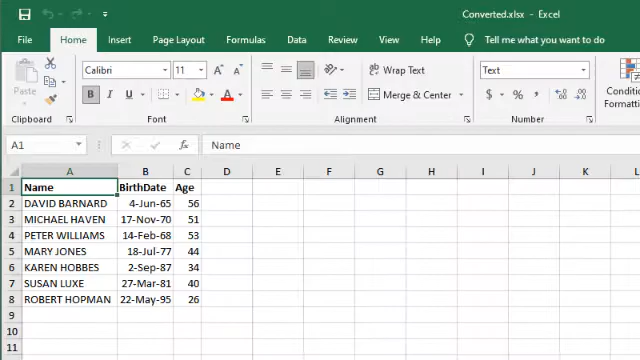 Converted.xlsx - Excel
File Home Insert Page Layout Formulas Data Review View Help Tell me what you want to do
Paste Calibri 11 A A Wrap Text Text
B I U A Merge & Center $ % ,
Conditio
Formattin
Clipboard Font Alignment Number
A1 fx Name
A B C D E F G H I J K L
1 Name BirthDate Age
2 DAVID BARNARD 4-Jun-65 56
3 MICHAEL HAVEN 17-Nov-70 51
4 PETER WILLIAMS 14-Feb-68 53
5 MARY JONES 18-Jul-77 44
6 KAREN HOBBES 2-Sep-87 34
7 SUSAN LUXE 27-Mar-81 40
8 ROBERT HOPMAN 22-May-95 26
9
10
11